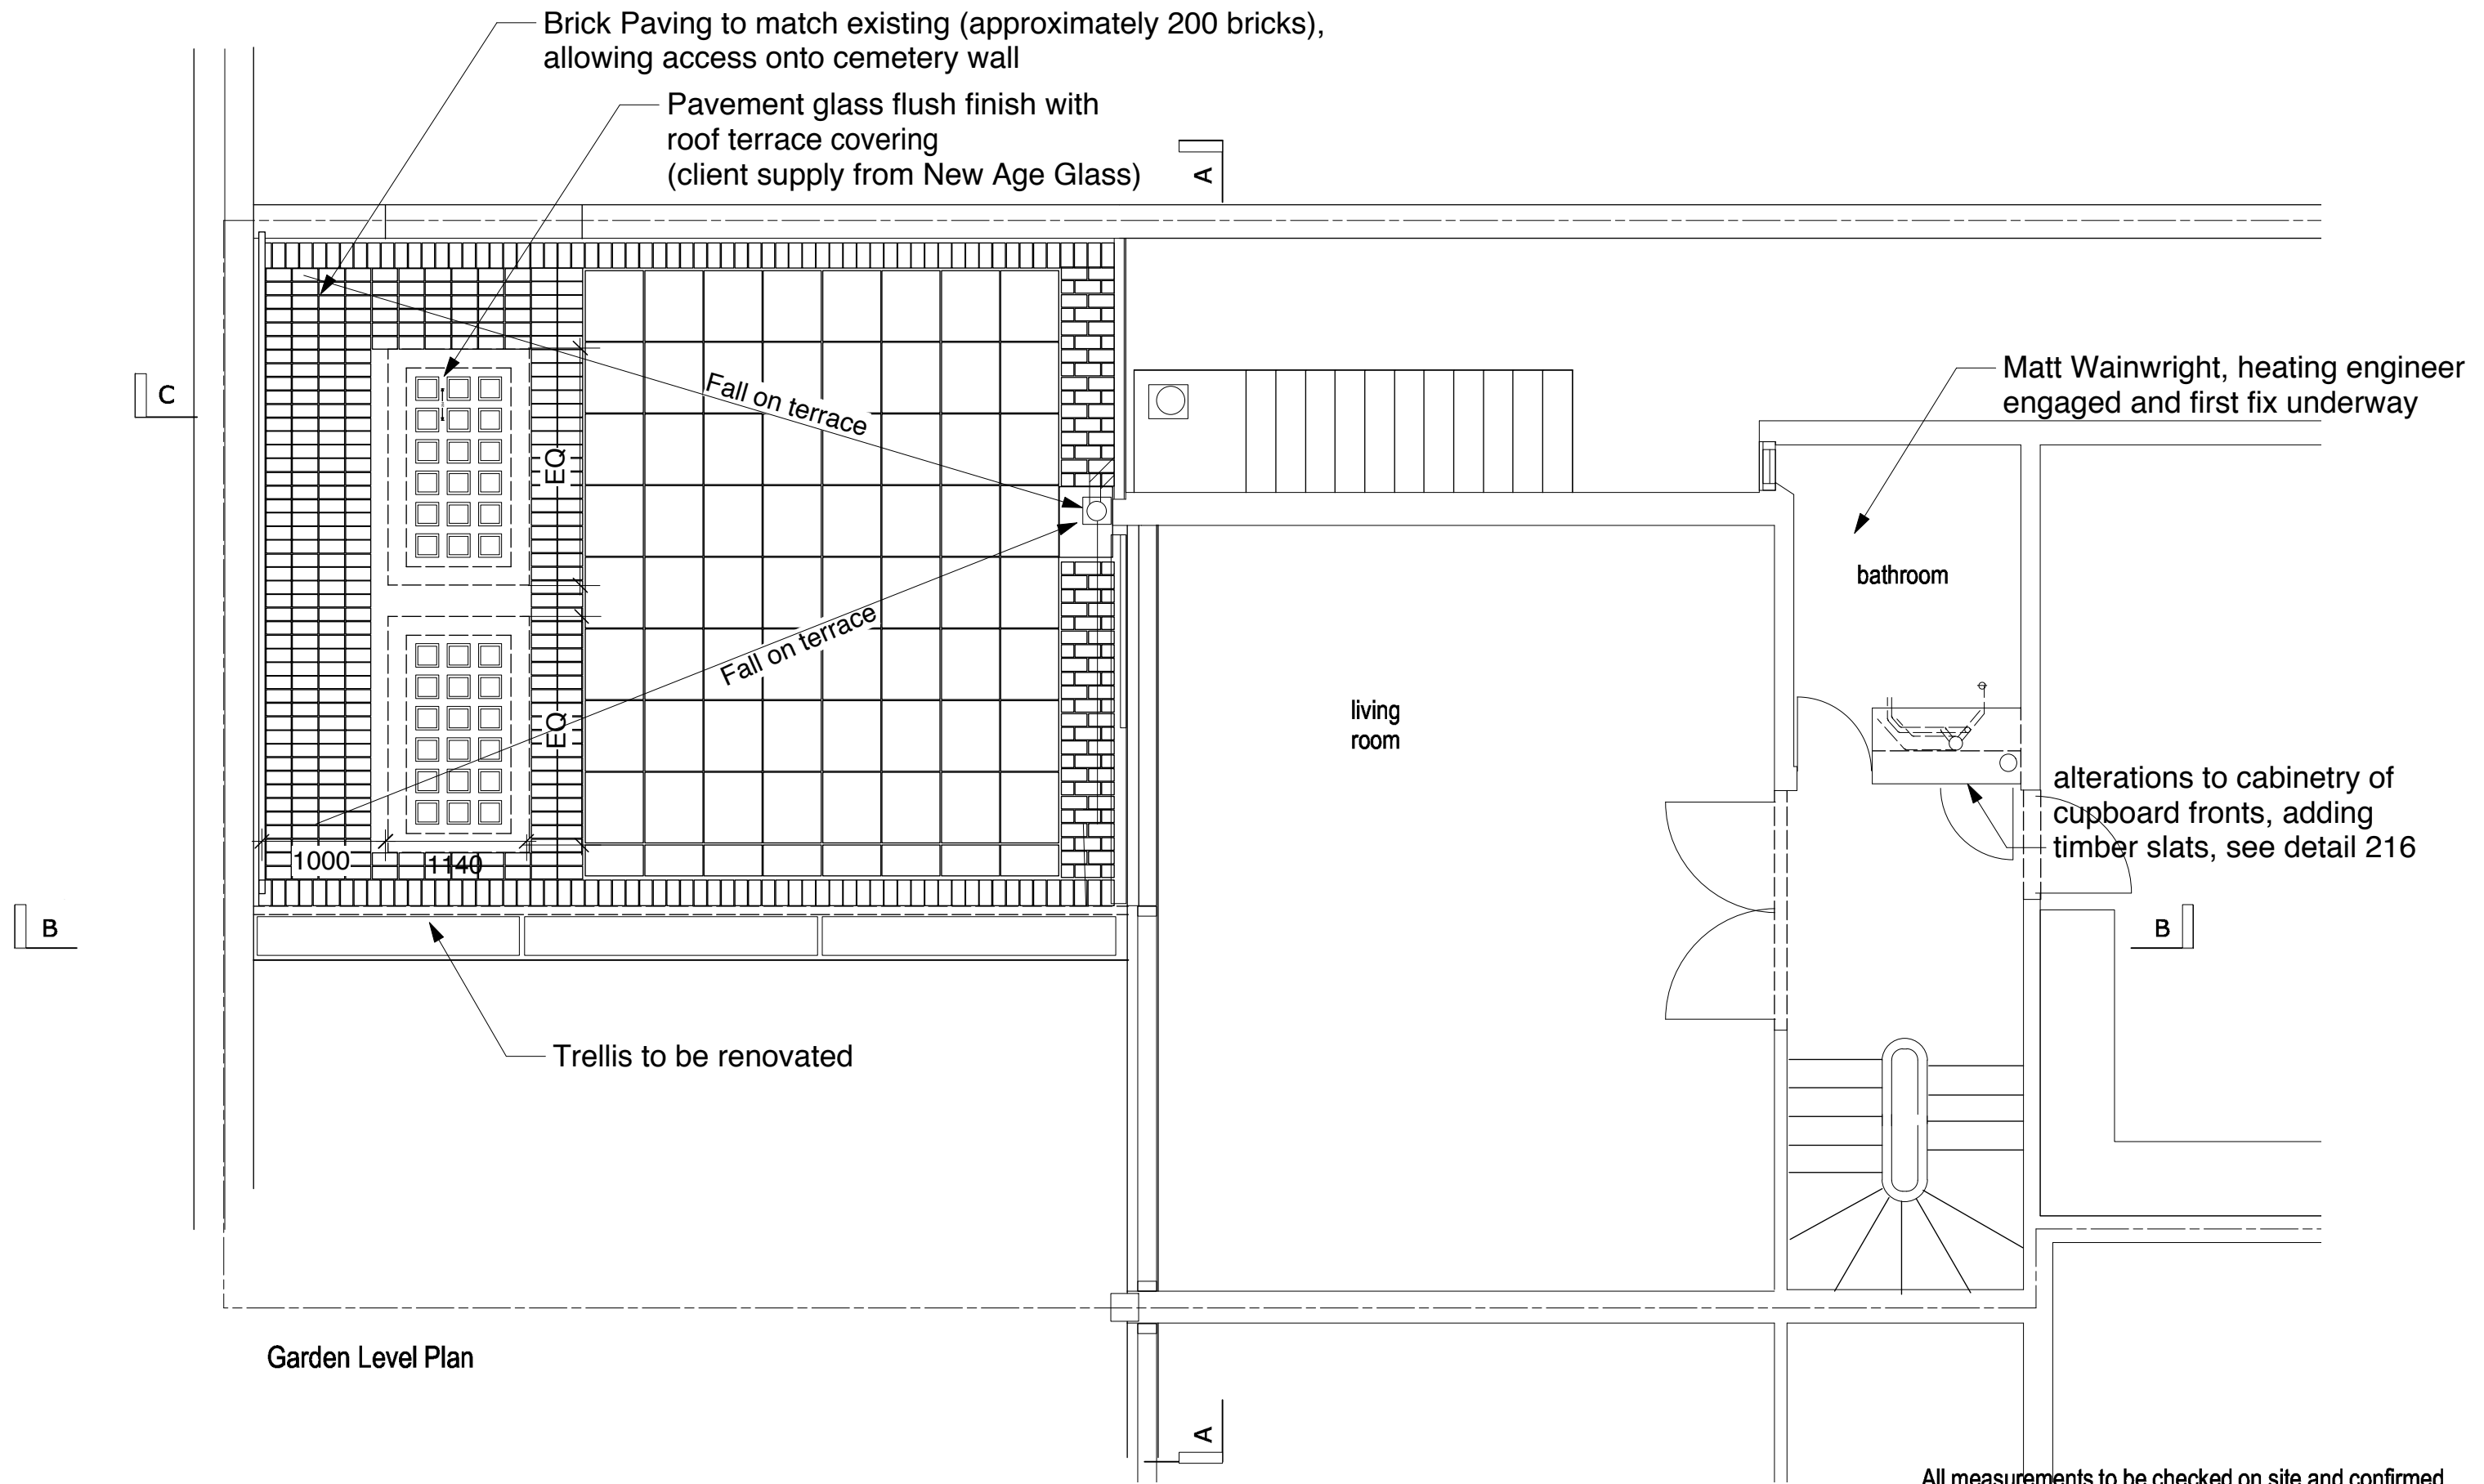 Brick Paving to match existing (approximately 200 bricks),
allowing access onto cemetery wall
Pavement glass flush finish with
roof terrace covering
(client supply from New Age Glass)
A
C
Matt Wainwright, heating engineer
engaged and first fix underway
Fall on terrace
EQ
bathroom
Fall on terrace
EQ
living
room
alterations to cabinetry of
cupboard fronts, adding
timber slats, see detail 216
1000
1140
B
B
Trellis to be renovated
Garden Level Plan
A
All measurements to be checked on site and confirmed